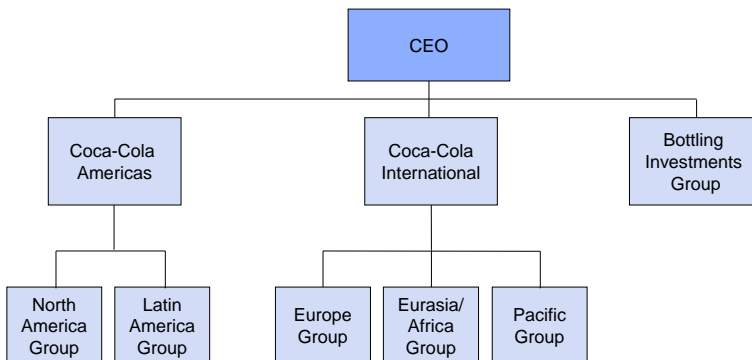 CEO
Coca-Cola
Americas
Coca-Cola
International
Bottling
Investments
Group
North
America
Group
Latin
America
Group
Europe
Group
Eurasia/
Africa
Group
Pacific
Group